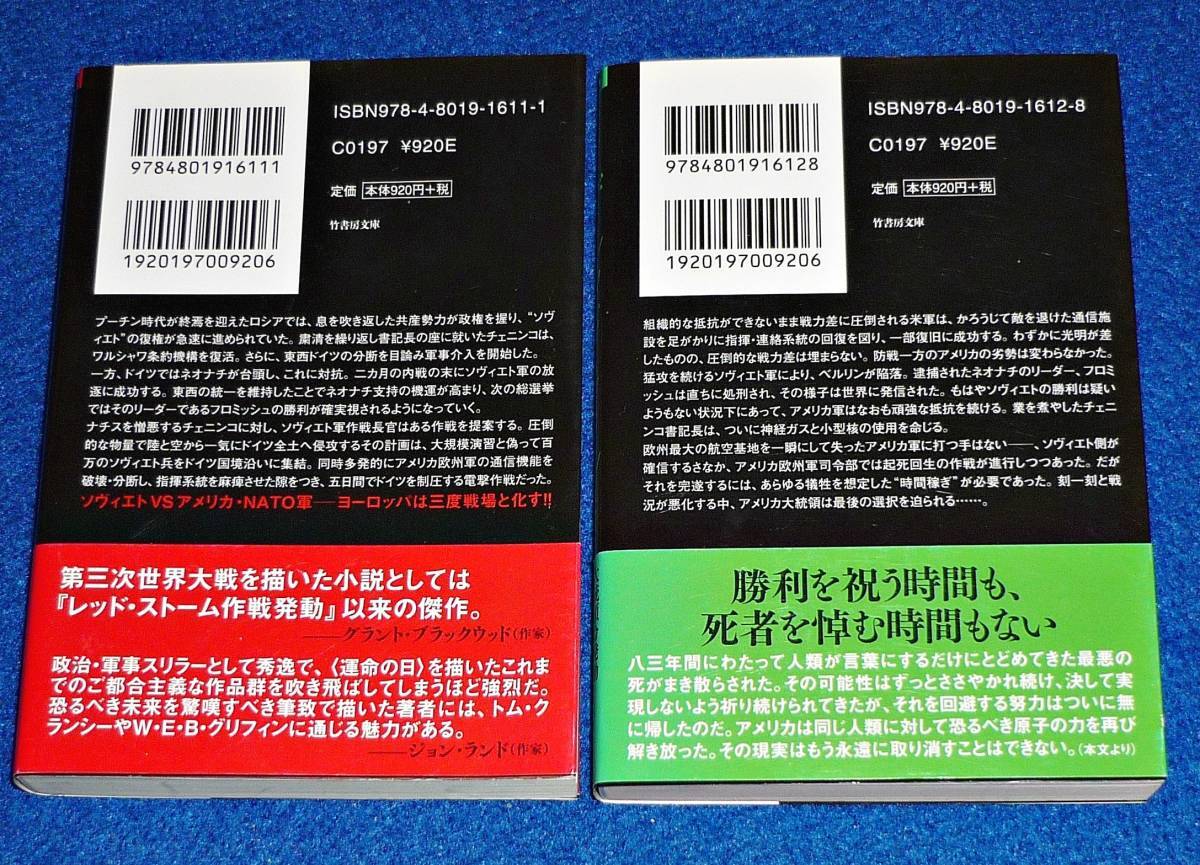 ISBN978-4-8019-1611-1
9784801916111
C0197 ¥920E
定価 本体920円+税
竹書房文庫
1920197009206
プーチン時代が終焉を迎えたロシアでは、息を吹き返した共産勢力が政権を握り、“ソヴ
ィエト”の復権が急速に進められていた。粛清を繰り返し書記長の座に就いたチェニンコは、
ワルシャワ条約機構を復活。さらに、東西ドイツの分断を目論み軍事介入を開始した。
一方、ドイツではネオナチが台頭し、これに対抗。二カ月の内戦の末にソヴィエト軍の放
逐に成功する。東西の統一を維持したことでネオナチ支持の機運が高まり、次の総選挙
ではそのリーダーであるフロミッシュの勝利が確実視されるようになっていく。
ナチスを憎悪するチェニンコに対し、ソヴィエト軍作戦長官はある作戦を提案する。圧倒
的な物量で陸と空から一気にドイツ全土へ侵攻するその計画は、大規模演習と偽って百
万のソヴィエト兵をドイツ国境沿いに集結。同時多発的にアメリカ欧州軍の通信機能を
破壊・分断し、指揮系統を麻痺させた隙をつき、五日間でドイツを制圧する電撃作戦だった。
ソヴィエトVSアメリカ・NATO軍──ヨーロッパは三度戦場と化す!!
第三次世界大戦を描いた小説としては
『レッド・ストーム作戦発動』以来の傑作。
──グラント・ブラックウッド(作家)
政治・軍事スリラーとして秀逸で、〈運命の日〉を描いたこれま
でのご都合主義な作品群を吹き飛ばしてしまうほど強烈だ。
恐るべき未来を驚嘆すべき筆致で描いた著者には、トム・ク
ランシーやW・E・B・グリフィンに通じる魅力がある。
──ジョン・ランド(作家)
ISBN978-4-8019-1612-8
9784801916128
C0197 ¥920E
定価 本体920円+税
竹書房文庫
1920197009206
組織的な抵抗ができないまま戦力差に圧倒される米軍は、かろうじて敵を退けた通信施
設を足がかりに指揮・連絡系統の回復を図り、一部復旧に成功する。わずかに光明が差
したものの、圧倒的な戦力差は埋まらない。防戦一方のアメリカの劣勢は変わらなかった。
猛攻を続けるソヴィエト軍により、ベルリンが陥落。逮捕されたネオナチのリーダー、フロミ
ッシュは直ちに処刑され、その様子は世界に発信された。もはやソヴィエトの勝利は疑い
ようもない状況下にあって、アメリカ軍はなおも頑強な抵抗を続ける。業を煮やしたチェニ
ンコ書記長は、ついに神経ガスと小型核の使用を命じる。
欧州最大の航空基地を一瞬にして失ったアメリカ軍に打つ手はない──、ソヴィエト側が
確信するさなか、アメリカ欧州軍司令部では起死回生の作戦が進行しつつあった。だが
それを完遂するには、あらゆる犠牲を想定した“時間稼ぎ”が必要であった。刻一刻と戦
況が悪化する中、アメリカ大統領は最後の選択を迫られる……。
勝利を祝う時間も、
死者を悼む時間もない
八三年間にわたって人類が言葉にするだけにとどめてきた最悪の
死がまき散らされた。その可能性はずっとささやかれ続け、決して実
現しないよう祈り続けられてきたが、それを回避する努力はついに無
に帰したのだ。アメリカは同じ人類に対して恐るべき原子の力を再び
解き放った。その現実はもう永遠に取り消すことはできない。(本文より)